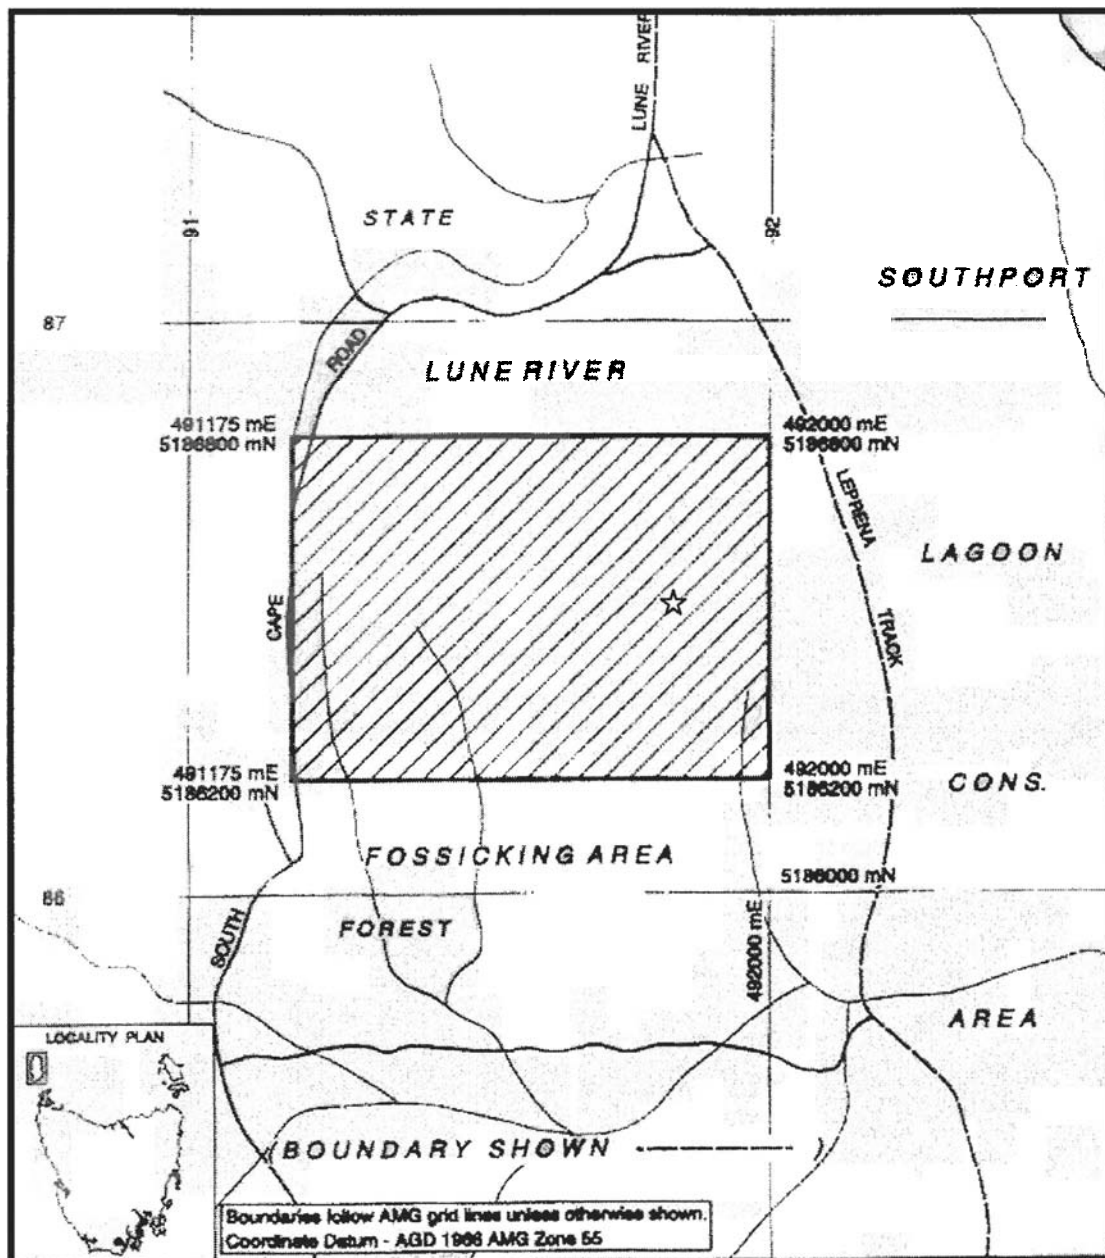 LUNE RIVER
STATE
91
92
SOUTHPORT
87
ROAD
LUNE RIVER
491175 mE
5186800 mN
492000 mE
5186800 mN
LEPRENA
LAGOON
CAPE
TRACK
491175 mE
5186200 mN
492000 mE
5186200 mN
CONS.
FOSSICKING AREA
5186000 mN
86
SOUTH
FOREST
492000 mE
AREA
LOCALITY PLAN
(BOUNDARY SHOWN )
Boundaries follow AMG grid lines unless otherwise shown.
Coordinate Datum - AGD 1966 AMG Zone 55